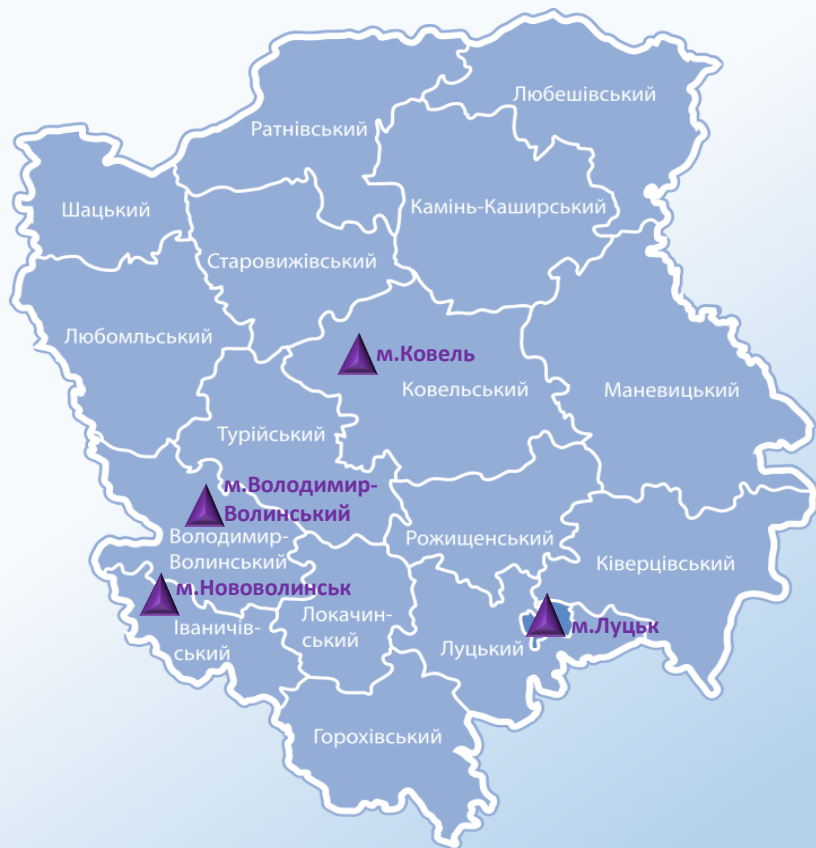 Любешівський
Ратнівський
Шацький
Камінь-Каширський
Старовижівський
Любомльський
м.Ковель
Ковельський
Маневицький
Турійський
м.Володимир-
Волинський
Володимир-
Волинський
Рожищенський
Ківерцівський
м.Нововолинськ
Іваничів-
ський
Локачин-
ський
м.Луцьк
Луцький
Горохівський